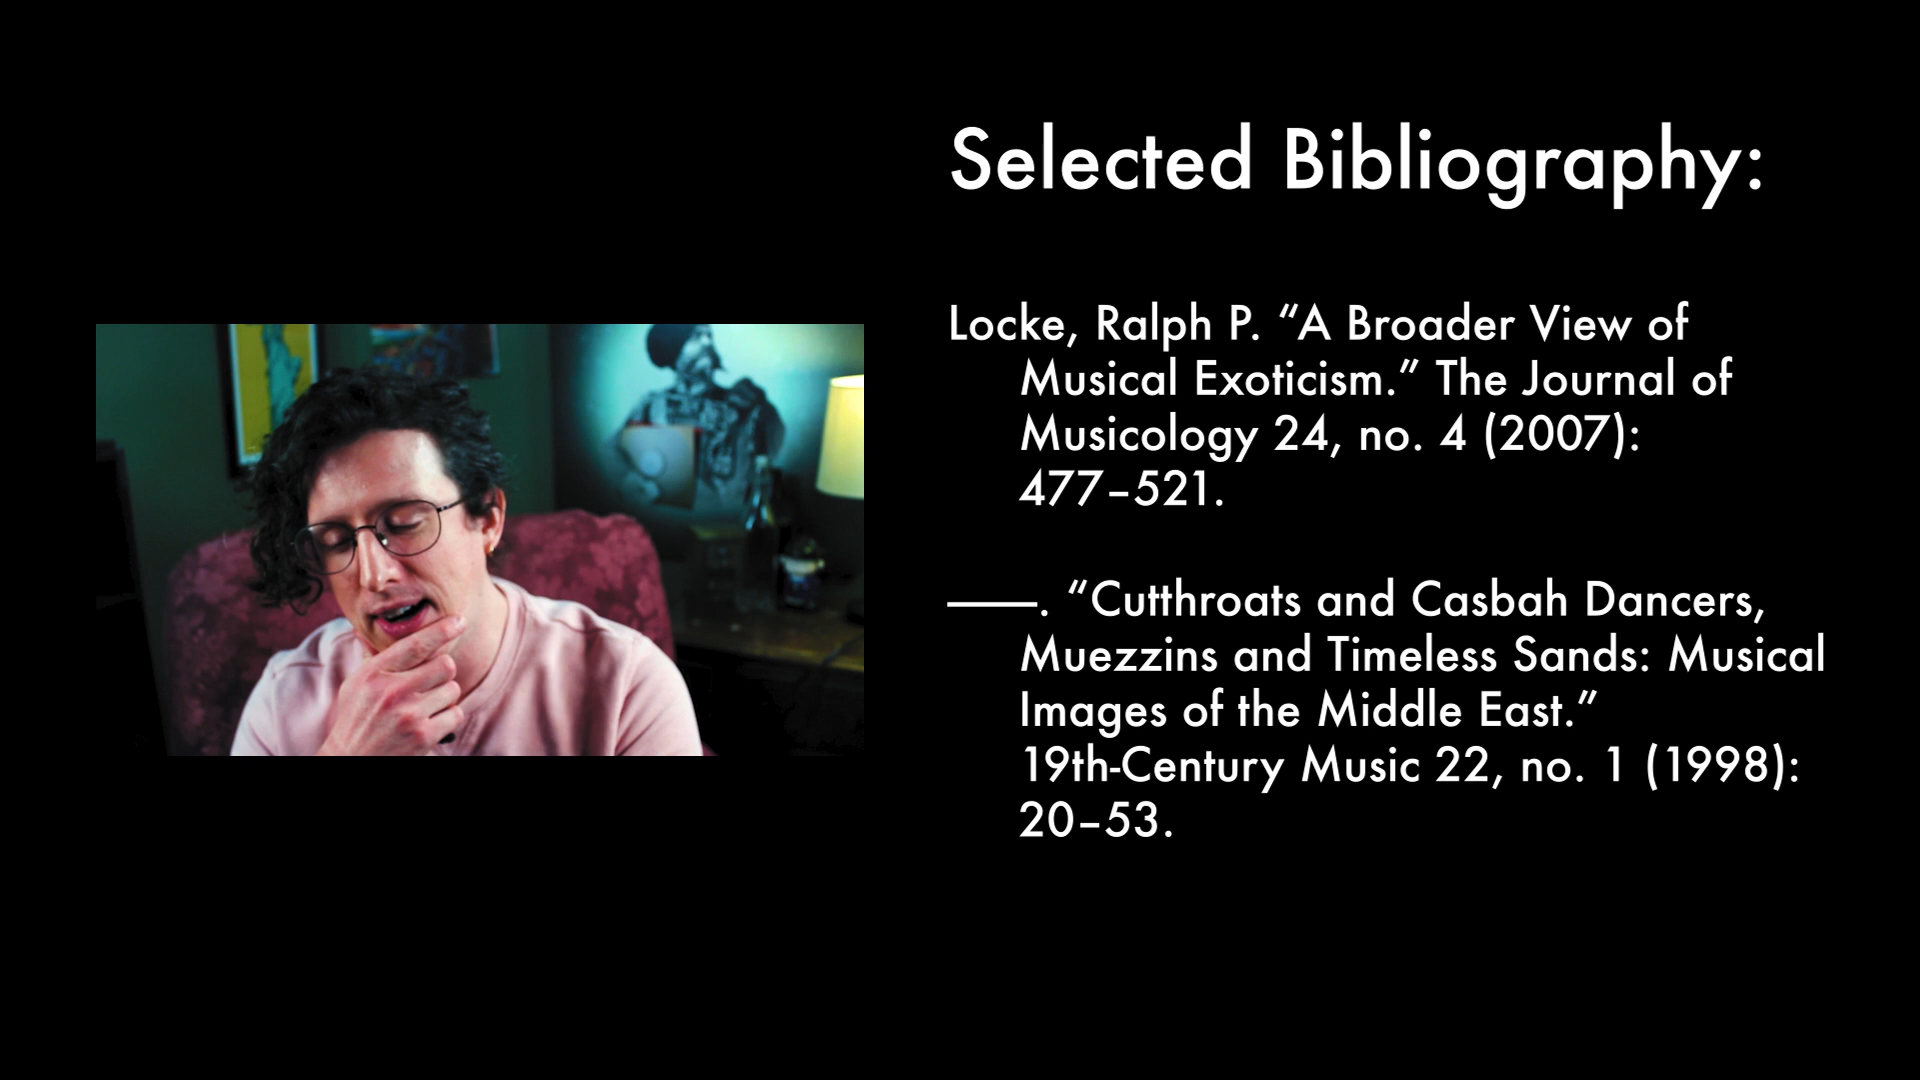 Selected Bibliography:
Locke, Ralph P. “A Broader View of
Musical Exoticism.” The Journal of
Musicology 24, no. 4 (2007):
477–521.
———. “Cutthroats and Casbah Dancers,
Muezzins and Timeless Sands: Musical
Images of the Middle East.”
19th-Century Music 22, no. 1 (1998):
20–53.